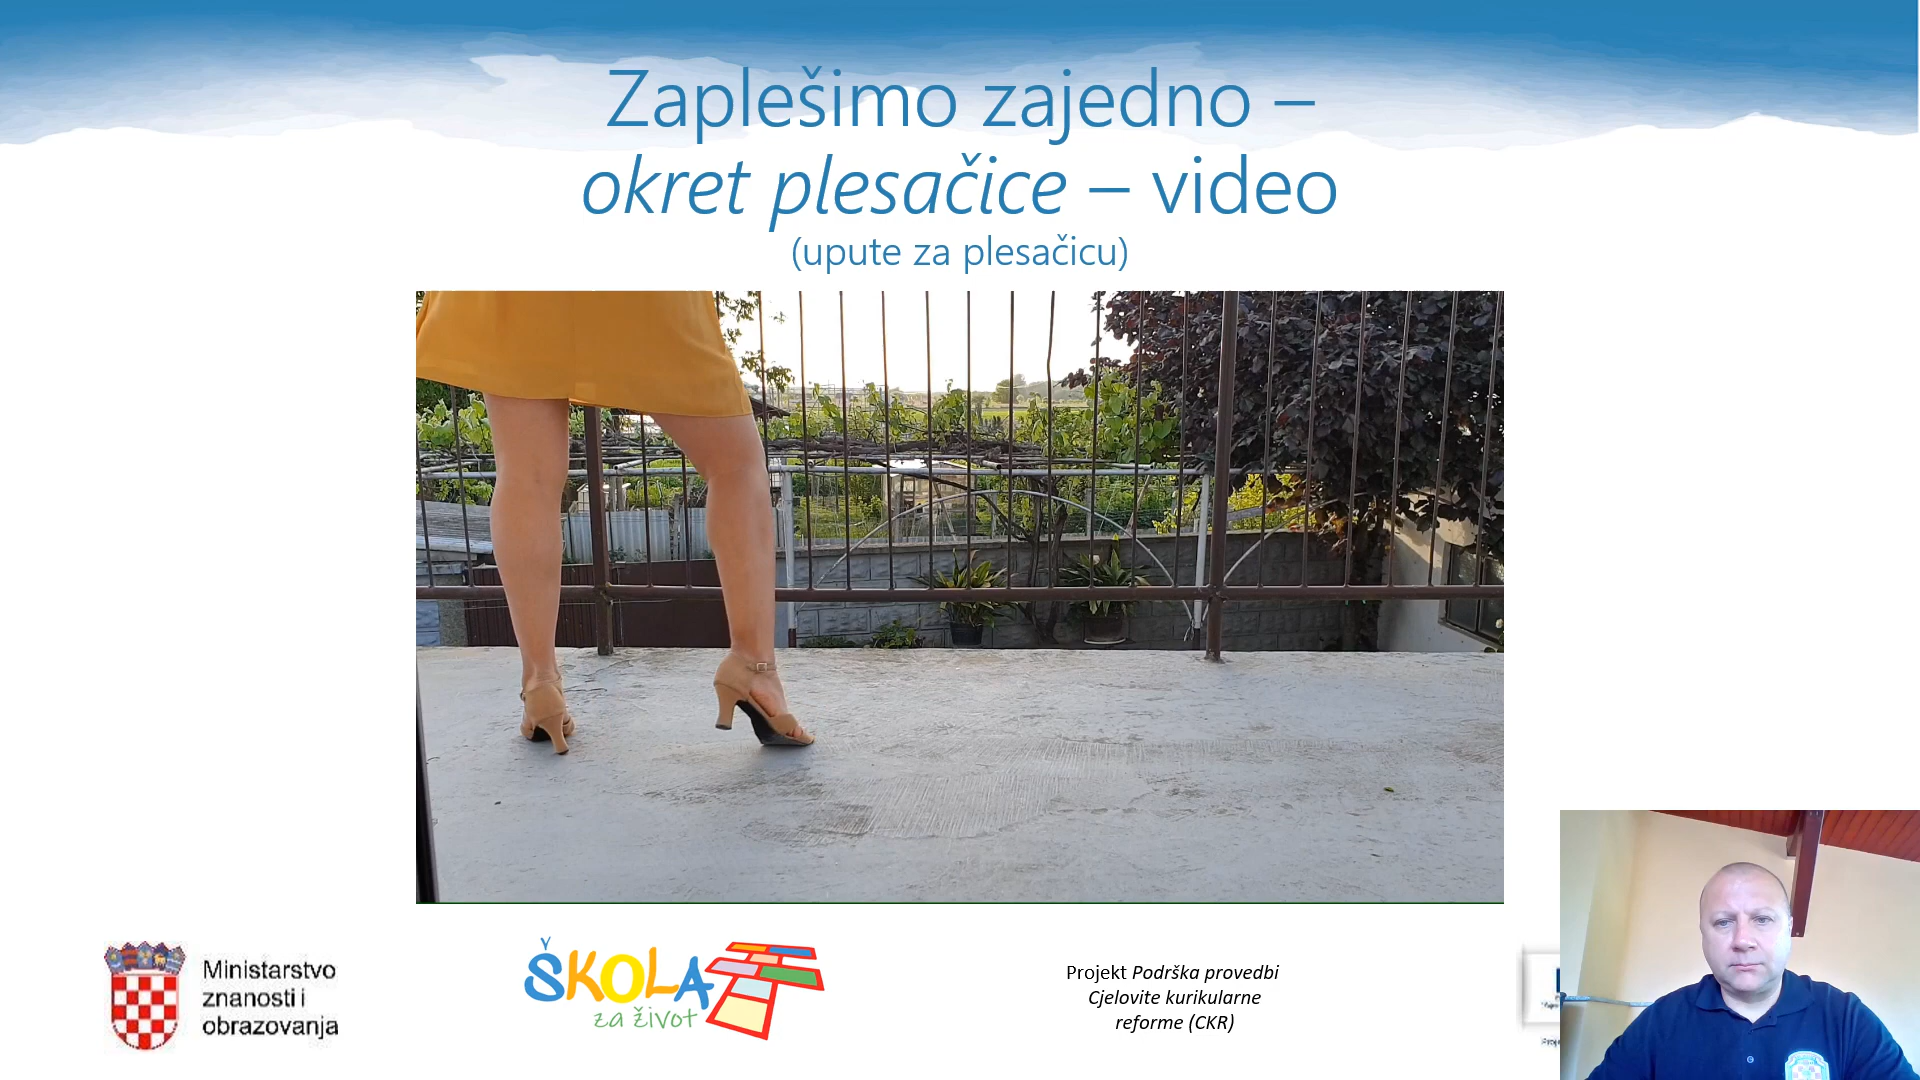 Zaplešimo zajedno –
okret plesačice – video
(upute za plesačicu)
Ministarstvo
znanosti i
obrazovanja
ŠKOLA
za život
Projekt Podrška provedbi
Cjelovite kurikularne
reforme (CKR)